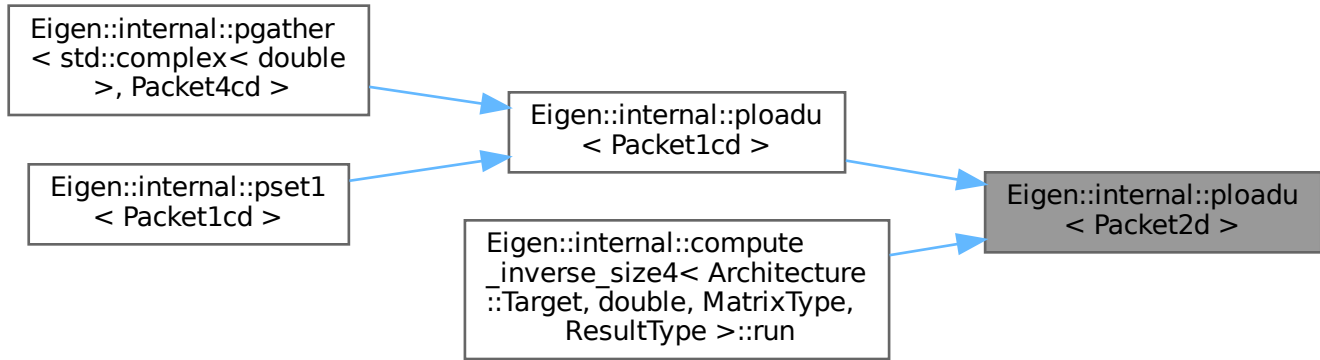 Eigen::internal::pgather
< std::complex< double
>, Packet4cd >
Eigen::internal::pset1
< Packet1cd >
Eigen::internal::ploadu
< Packet1cd >
Eigen::internal::compute
_inverse_size4< Architecture
::Target, double, MatrixType,
ResultType >::run
Eigen::internal::ploadu
< Packet2d >